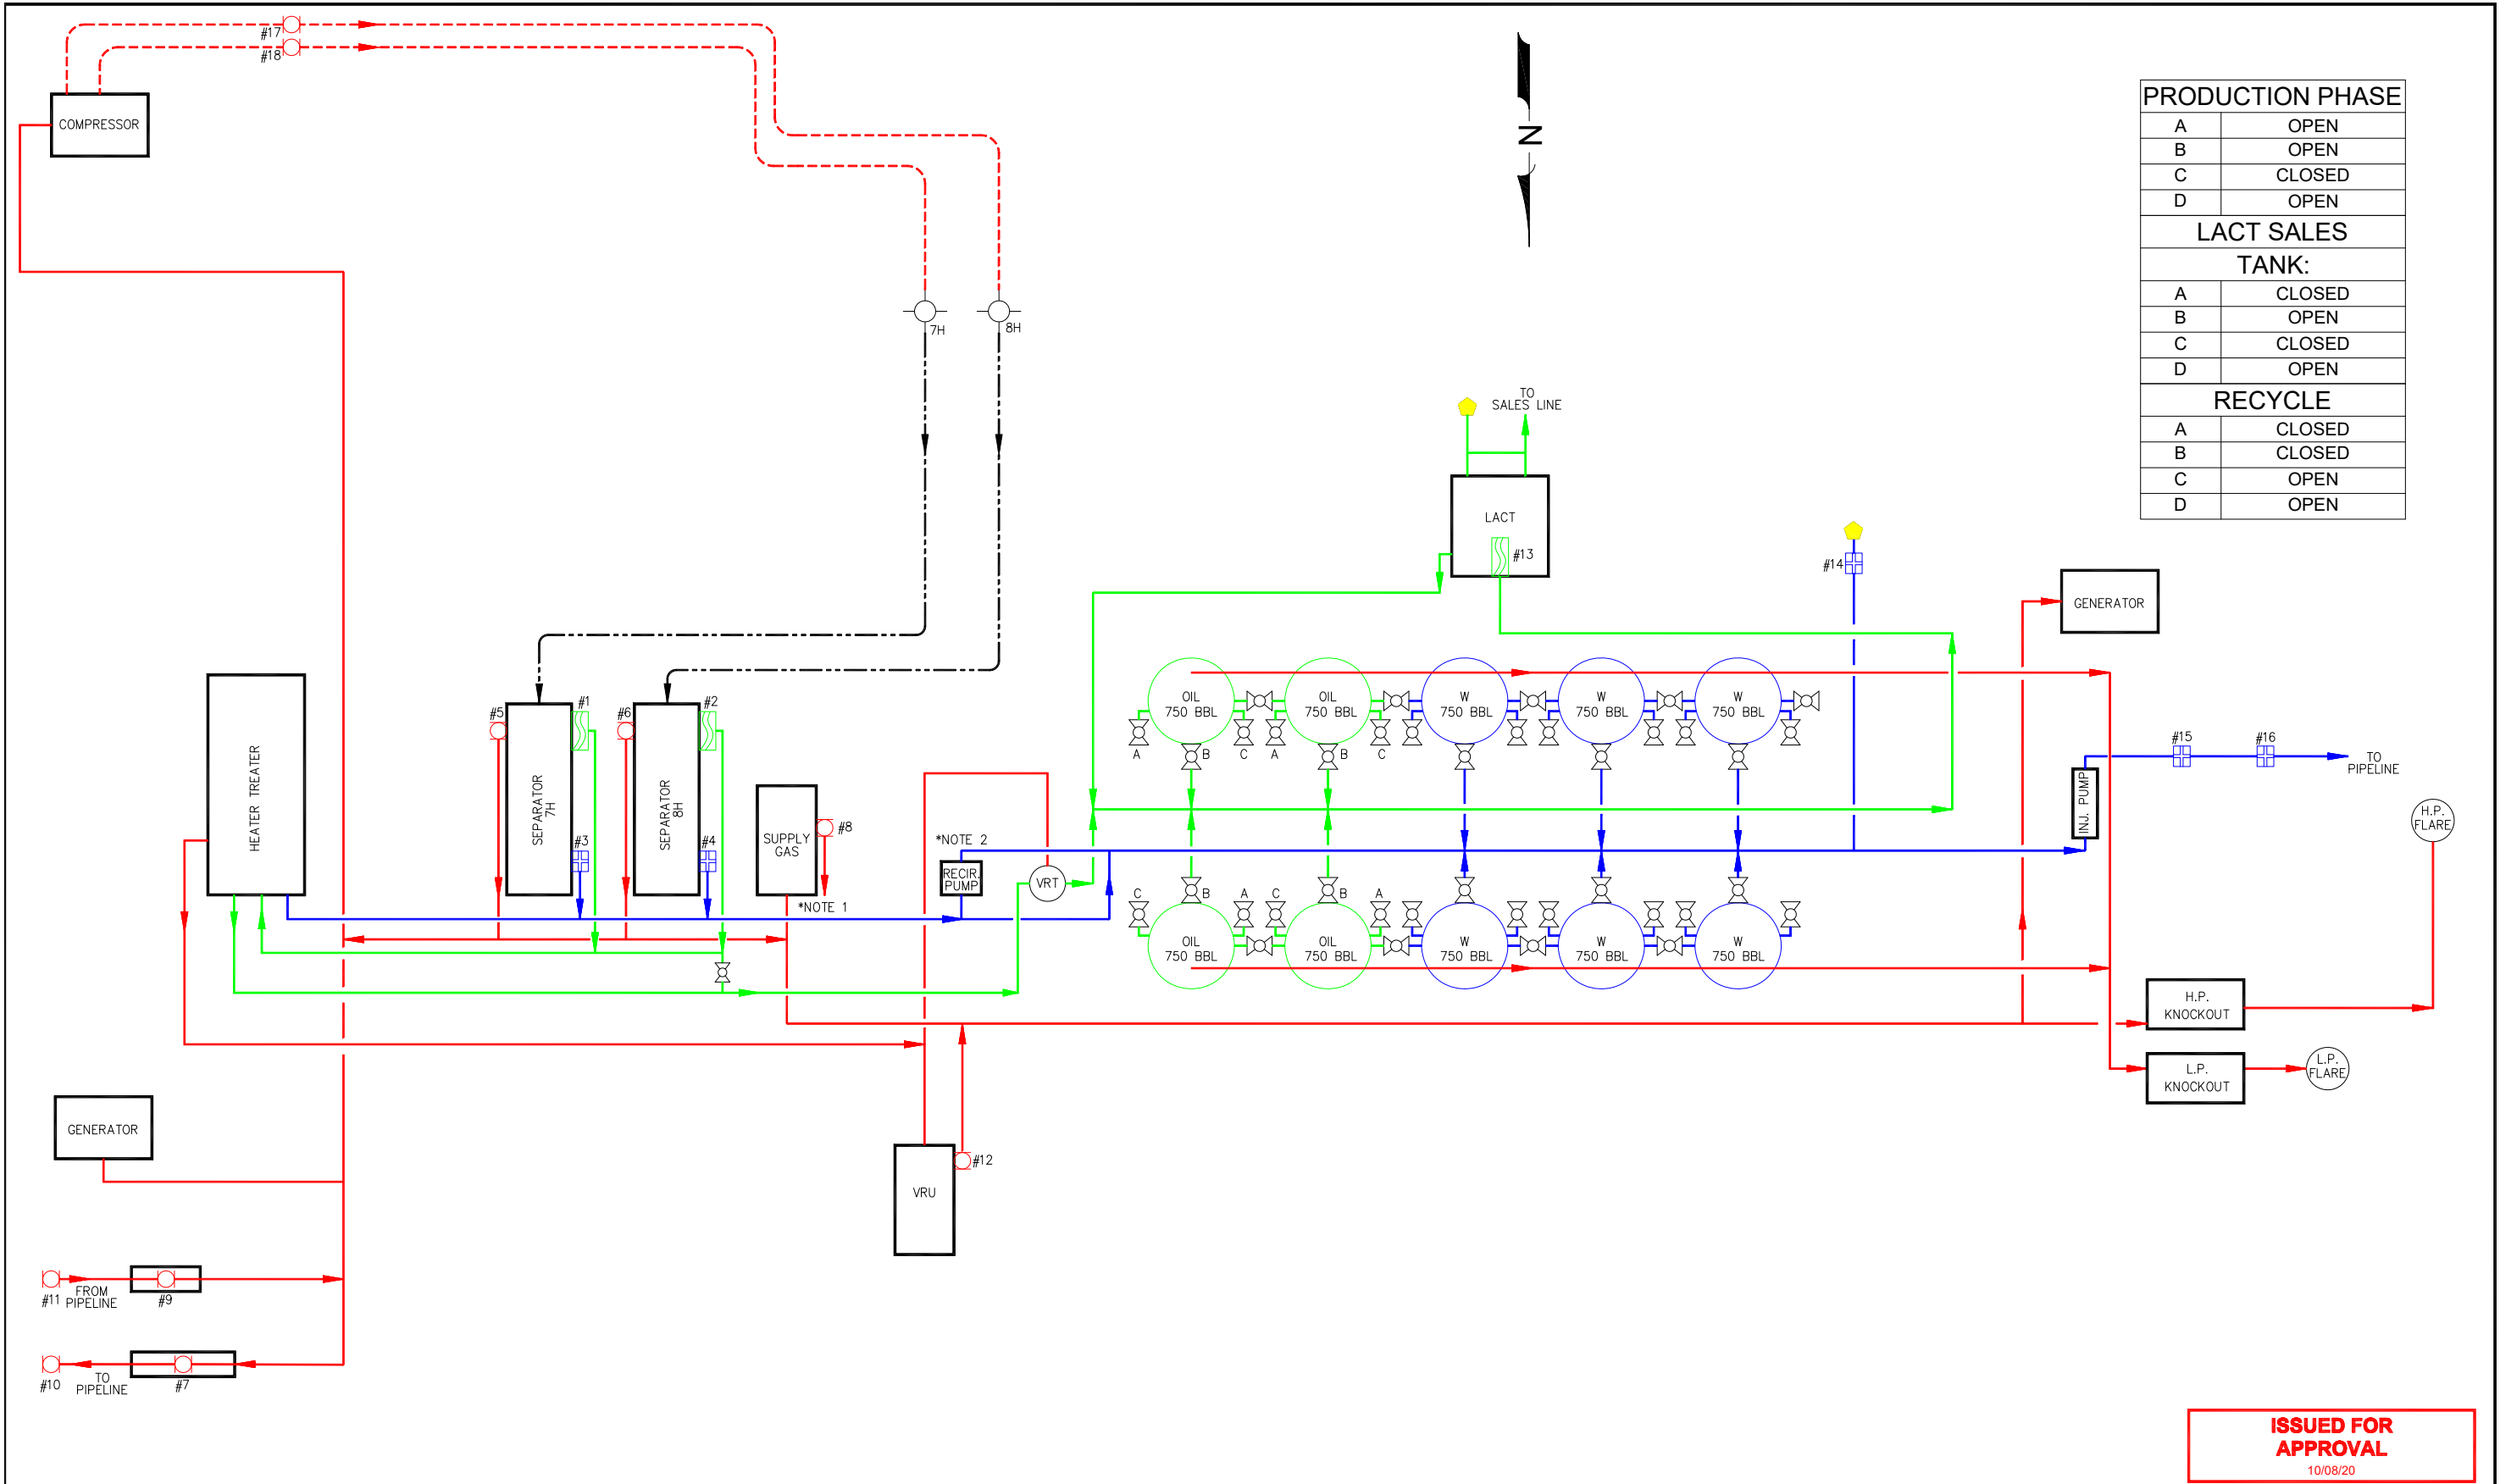 #17
#18
COMPRESSOR
N
PRODUCTION PHASE
A OPEN
B OPEN
C CLOSED
D OPEN
LACT SALES
TANK:
A CLOSED
B OPEN
C CLOSED
D OPEN
RECYCLE
A CLOSED
B CLOSED
C OPEN
D OPEN
7H
8H
TO
SALES LINE
LACT
#13
#14
GENERATOR
HEATER TREATER
#5
#1
SEPARATOR
7H
#3
#6
#2
SEPARATOR
8H
#4
SUPPLY
GAS
#8
*NOTE 1
*NOTE 2
RECIR.
PUMP
VRT
OIL
750 BBL
OIL
750 BBL
W
750 BBL
W
750 BBL
W
750 BBL
A
B
C
A
B
C
C
B
A
C
B
A
OIL
750 BBL
OIL
750 BBL
W
750 BBL
W
750 BBL
W
750 BBL
INJ. PUMP
#15
#16
TO
PIPELINE
H.P.
FLARE
H.P.
KNOCKOUT
L.P.
KNOCKOUT
L.P.
FLARE
GENERATOR
VRU
#12
#11
FROM
PIPELINE
#9
#10
TO
PIPELINE
#7
ISSUED FOR
APPROVAL
10/08/20